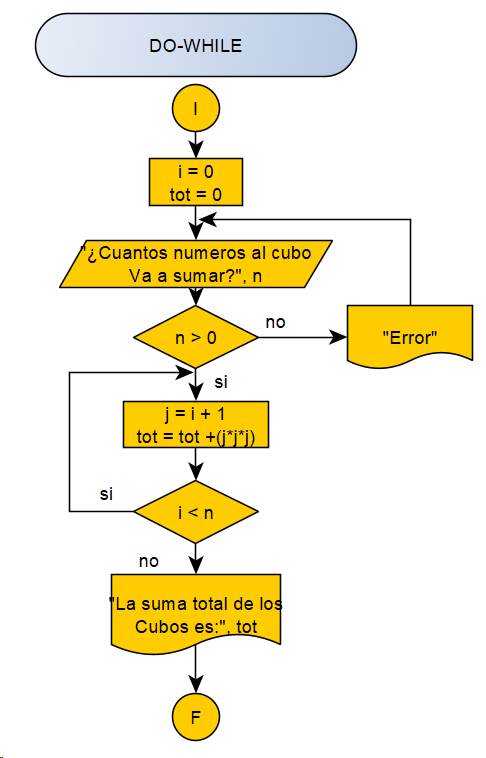 DO-WHILE
I
i = 0
tot = 0
"¿Cuantos numeros al cubo
Va a sumar?", n
n > 0
no
"Error"
si
j = i + 1
tot = tot +(j*j*j)
si
i < n
no
"La suma total de los
Cubos es:", tot
F